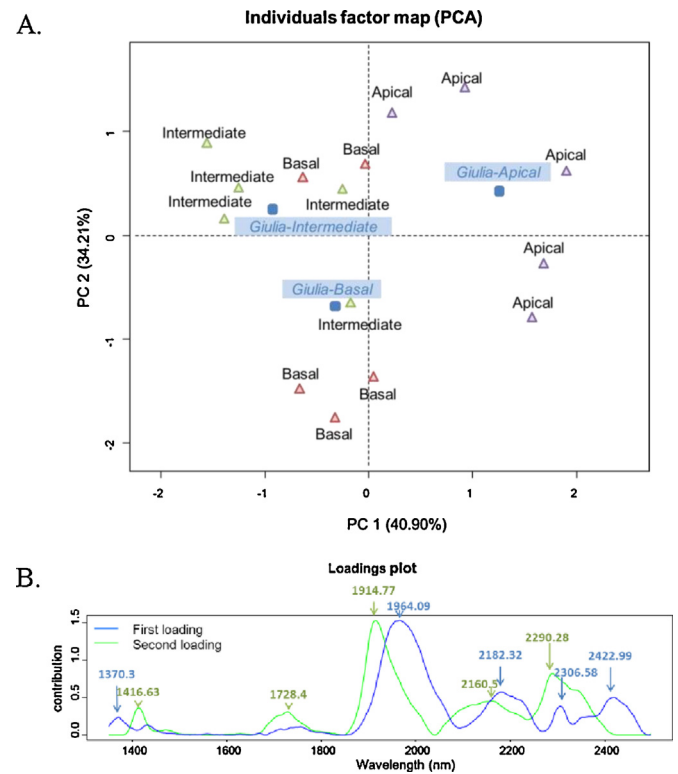 A.
Individuals factor map (PCA)
Apical
Apical
Intermediate
Basal
Basal
Apical
Intermediate
Giulia-Apical
Intermediate
Intermediate
Giulia-Intermediate
Apical
Giulia-Basal
Apical
Intermediate
Basal
Basal
Basal
PC 2 (34.21%)
1
0
-1
-2
-2
-1
0
1
2
PC 1 (40.90%)
B.
Loadings plot
1914.77
1964.09
First loading
Second loading
1370.3
1416.63
1728.4
2160.5
2182.32
2290.28
2306.58
2422.99
contribution
1.5
1.0
0.5
0.0
1400
1600
1800
2000
2200
2400
Wavelength (nm)